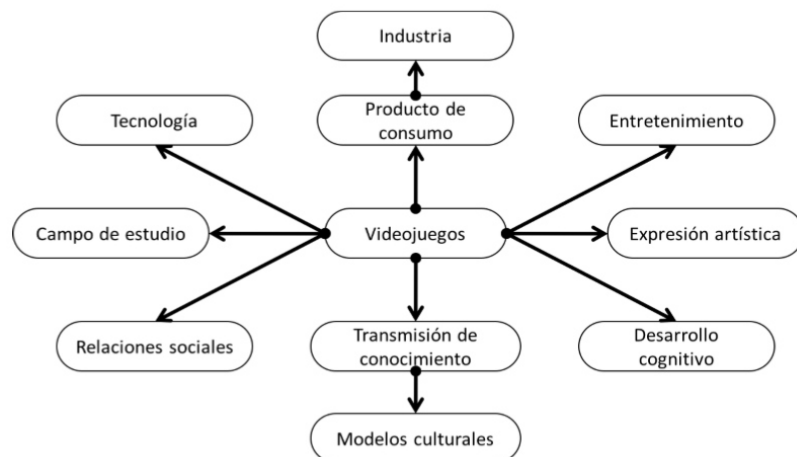 Industria
Tecnología
Producto de
consumo
Entretenimiento
Campo de estudio
Videojuegos
Expresión artística
Relaciones sociales
Transmisión de
conocimiento
Desarrollo
cognitivo
Modelos culturales